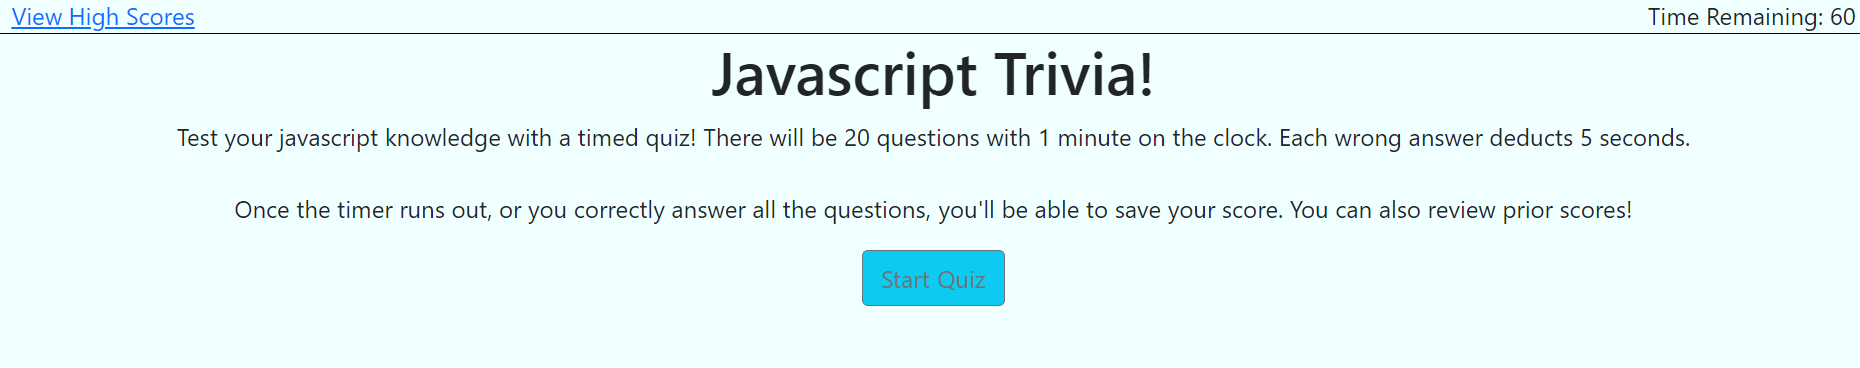 View High Scores
Time Remaining: 60
Javascript Trivia!
Test your javascript knowledge with a timed quiz! There will be 20 questions with 1 minute on the clock. Each wrong answer deducts 5 seconds.
Once the timer runs out, or you correctly answer all the questions, you'll be able to save your score. You can also review prior scores!
Start Quiz